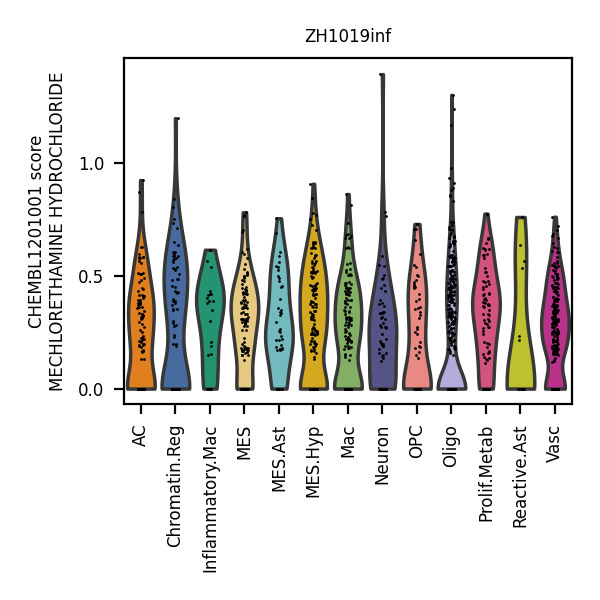 ZH1019inf
CHEMBL1201001 score
MECHLORETHAMINE HYDROCHLORIDE
1.0
0.5
0.0
AC
Chromatin.Reg
Inflammatory.Mac
MES
MES.Ast
MES.Hyp
Mac
Neuron
OPC
Oligo
Prolif.Metab
Reactive.Ast
Vasc